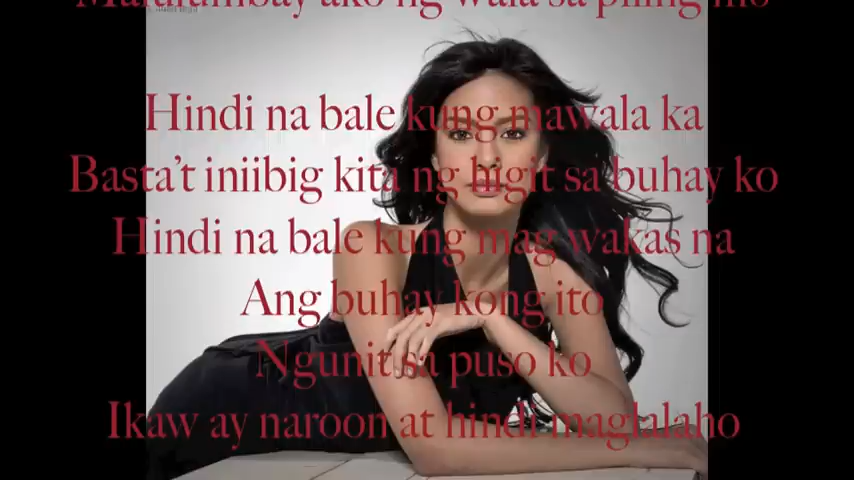 ako ng wala sa piling mo
Hindi na bale kung mawala ka
Basta't iniibig kita ng higit sa buhay ko
Hindi na bale kung mag wakas na
Ang buhay kong ito
Ngunit sa puso ko
Ikaw ay naroon at hindi maglalaho